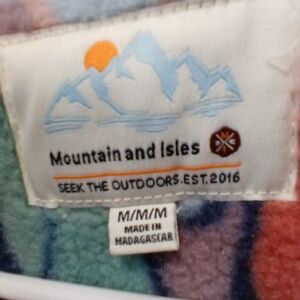 Mountain and Isles
SEEK THE OUTDOORS.EST.2016
M/M/M
MADE IN
MADAGASCAR